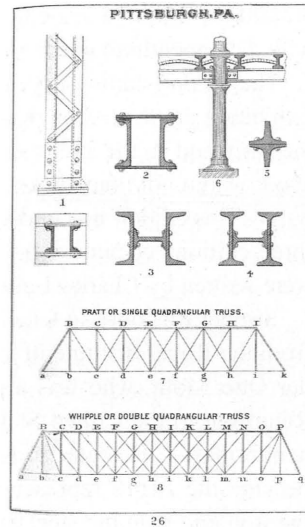 PITTSBURGH, PA.
1
2
6
5
3
4
PRATT OR SINGLE QUADRANGULAR TRUSS.
B C D E F G H I
a b c d e f g h i k
7
WHIPPLE OR DOUBLE QUADRANGULAR TRUSS
B C D E F G H I K L M N O P
a b c d e f g h i k l m n o p q
8
26